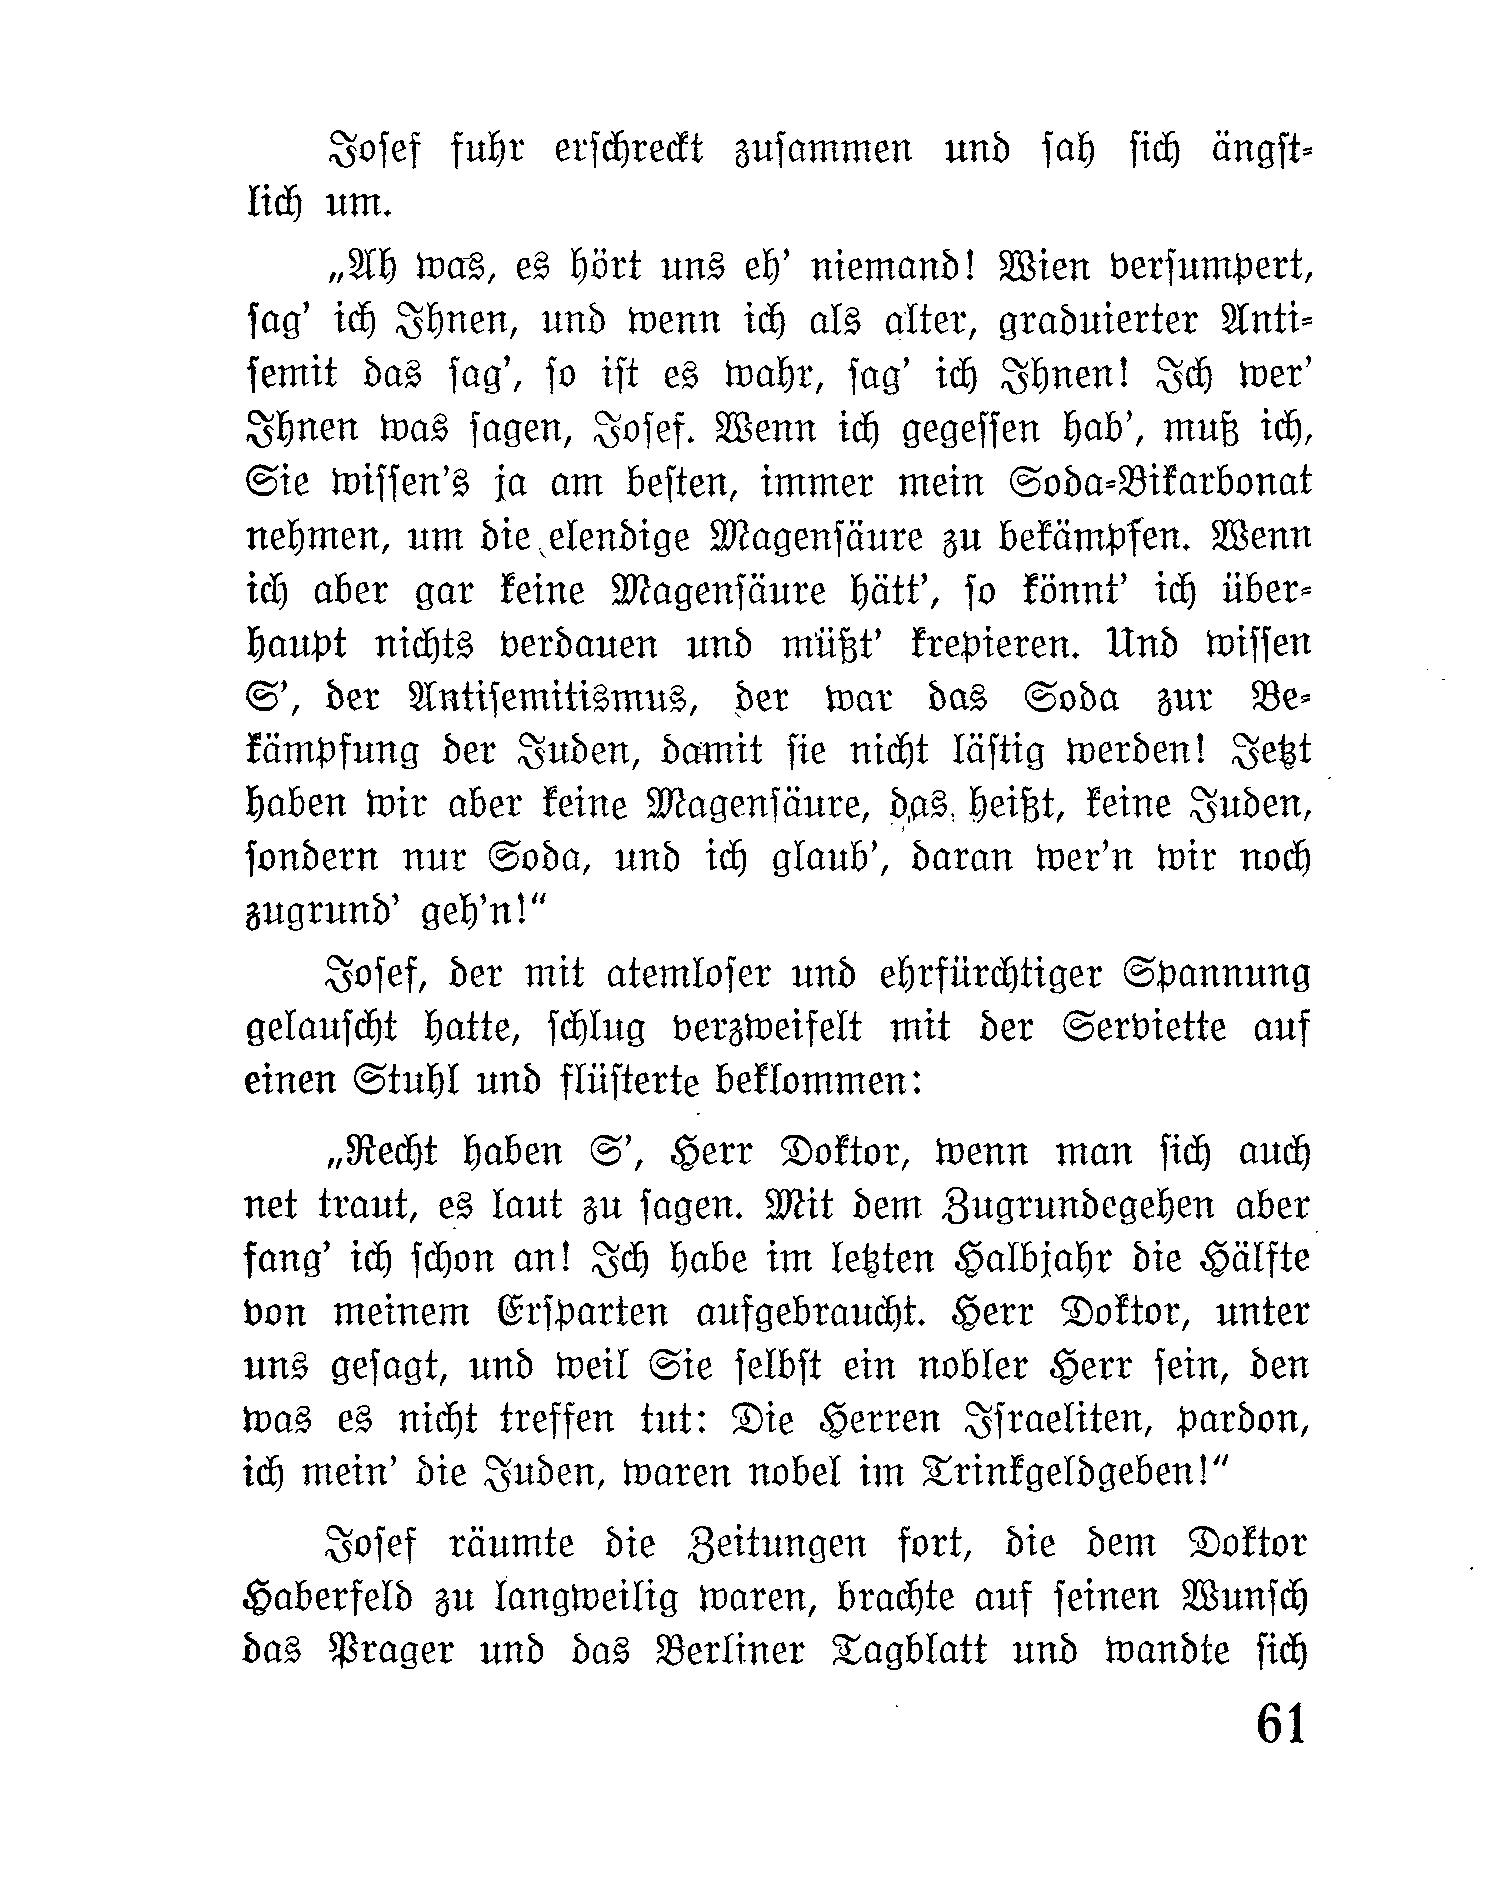 Josef fuhr erschreckt zusammen und sah sich ängst-
lich um.
„Ah was, es hört uns eh' niemand! Wien versumpert,
sag' ich Ihnen, und wenn ich als alter, graduierter Anti-
semit das sag', so ist es wahr, sag' ich Ihnen! Ich wer'
Ihnen was sagen, Josef. Wenn ich gegessen hab', muß ich,
Sie wissen's ja am besten, immer mein Soda-Bikarbonat
nehmen, um die elendige Magensäure zu bekämpfen. Wenn
ich aber gar keine Magensäure hätt', so könnt' ich über-
haupt nichts verdauen und müßt' krepieren. Und wissen
S', der Antisemitismus, der war das Soda zur Be-
kämpfung der Juden, damit sie nicht lästig werden! Jetzt
haben wir aber keine Magensäure, das heißt, keine Juden,
sondern nur Soda, und ich glaub', daran wer'n wir noch
zugrund' geh'n!“
Josef, der mit atemloser und ehrfürchtiger Spannung
gelauscht hatte, schlug verzweifelt mit der Serviette auf
einen Stuhl und flüsterte beklommen:
„Recht haben S', Herr Doktor, wenn man sich auch
net traut, es laut zu sagen. Mit dem Zugrundegehen aber
fang' ich schon an! Ich habe im letzten Halbjahr die Hälfte
von meinem Ersparten aufgebraucht. Herr Doktor, unter
uns gesagt, und weil Sie selbst ein nobler Herr sein, den
was es nicht treffen tut: Die Herren Israeliten, pardon,
ich mein' die Juden, waren nobel im Trinkgeldgeben!“
Josef räumte die Zeitungen fort, die dem Doktor
Haberfeld zu langweilig waren, brachte auf seinen Wunsch
das Prager und das Berliner Tagblatt und wandte sich
61